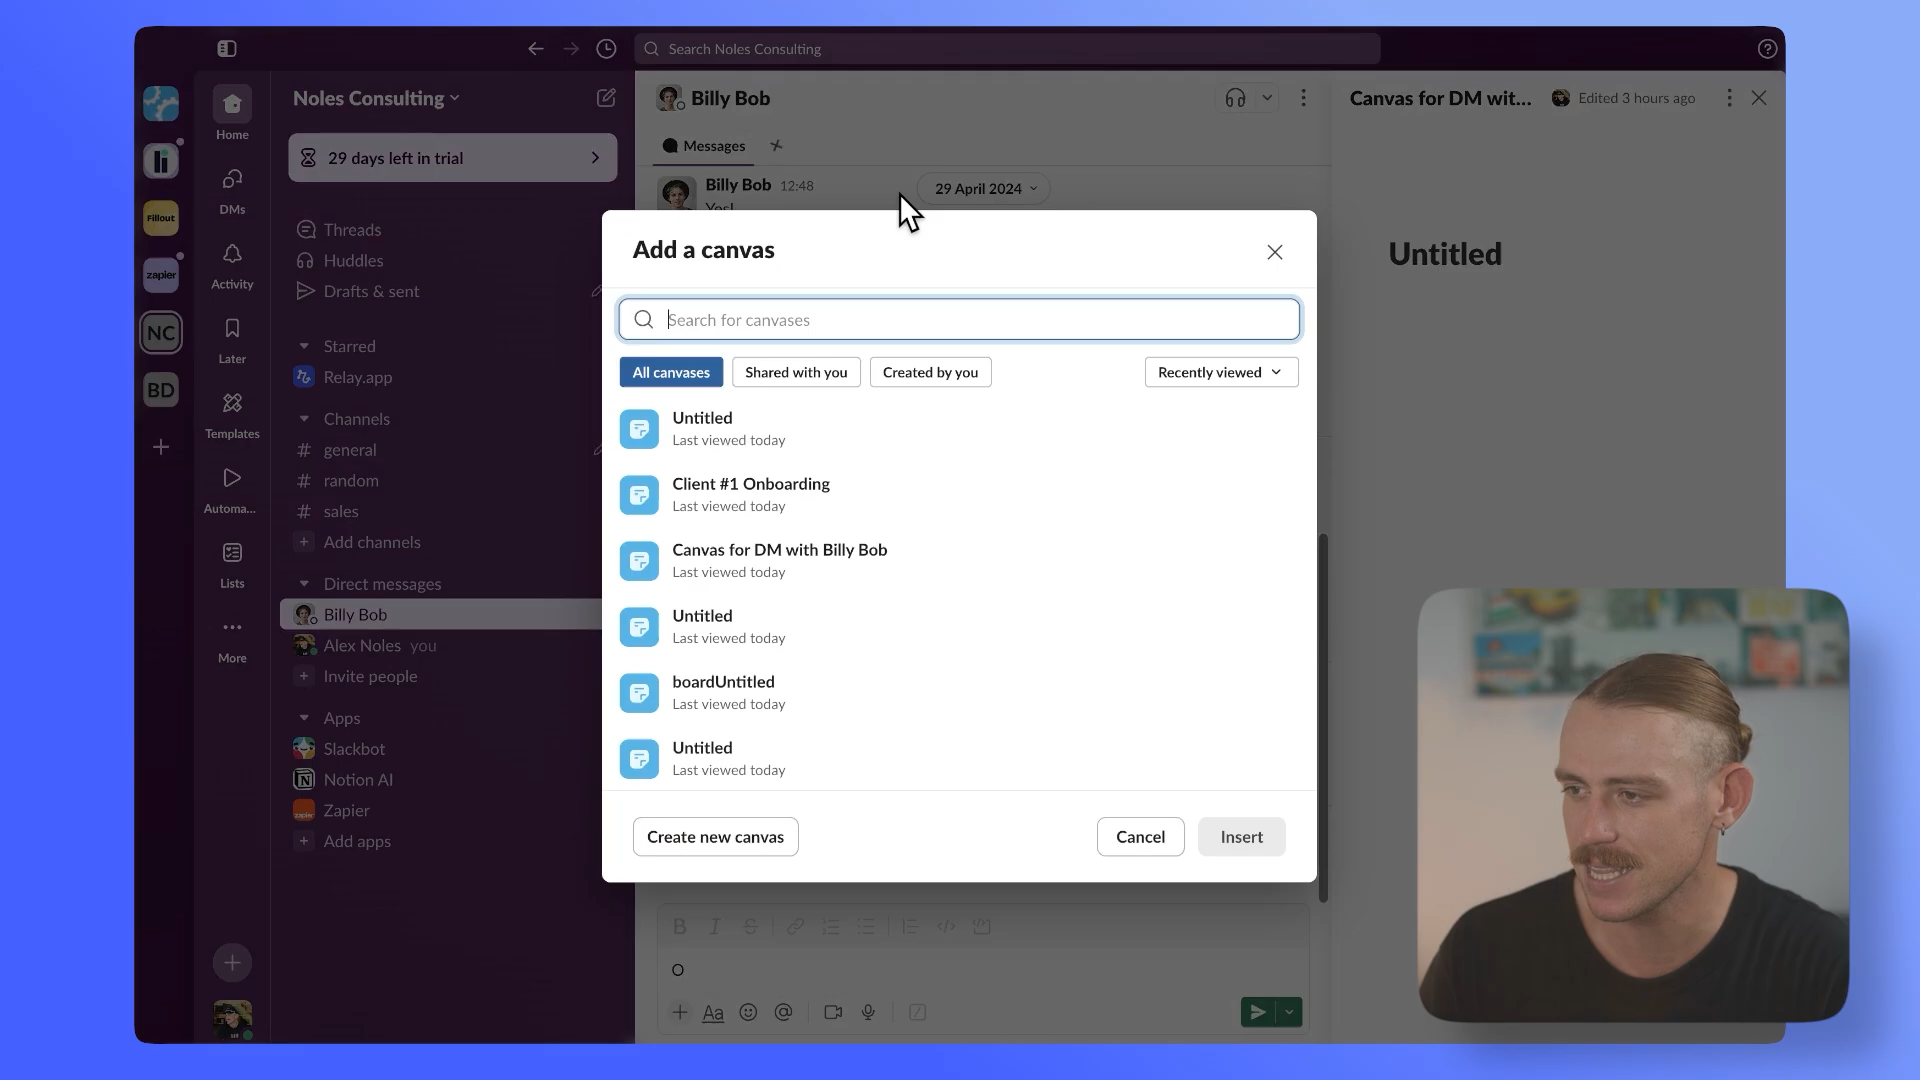 Search Noles Consulting
Noles Consulting
29 days left in trial
Home
DMs
Activity
Later
Templates
Automa...
Lists
More
Fillout
zapier
NC
BD
Threads
Huddles
Drafts & sent
Starred
Relay.app
Channels
# general
# random
# sales
Add channels
Direct messages
Billy Bob
Alex Noles you
Invite people
Apps
Slackbot
Notion AI
zapier
Zapier
Add apps
Billy Bob
Messages
Billy Bob 12:48
29 April 2024
Canvas for DM wit...
Edited 3 hours ago
Untitled
Add a canvas
Search for canvases
All canvases
Shared with you
Created by you
Recently viewed
Untitled
Last viewed today
Client #1 Onboarding
Last viewed today
Canvas for DM with Billy Bob
Last viewed today
Untitled
Last viewed today
boardUntitled
Last viewed today
Untitled
Last viewed today
Create new canvas
Cancel
Insert
B I S
O
Aa